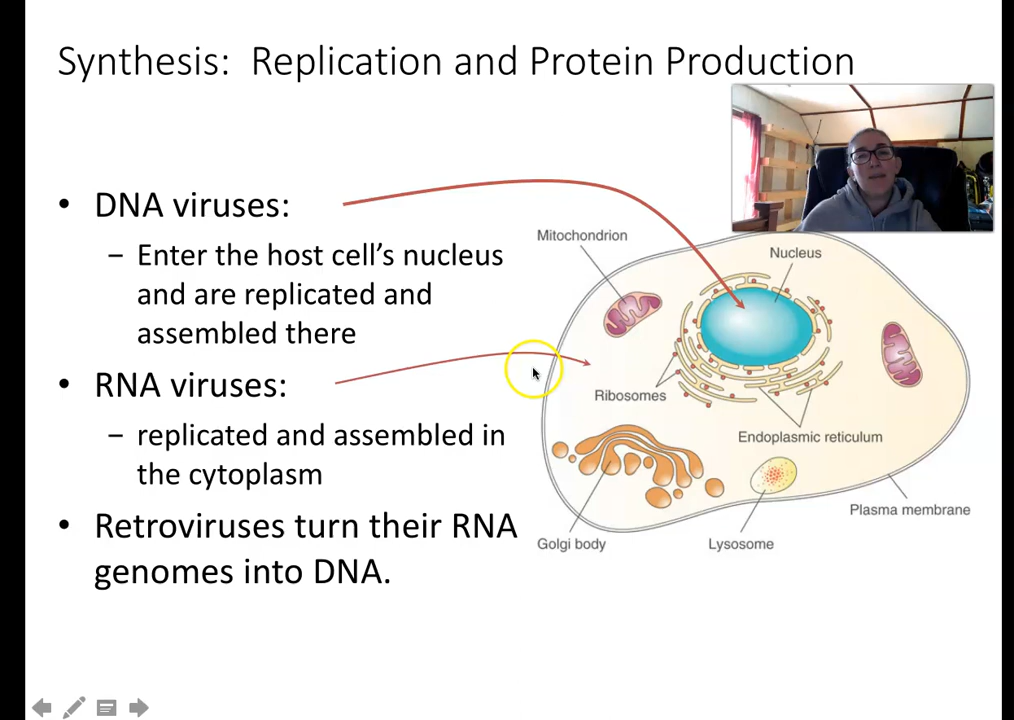 Synthesis:  Replication and Protein Production
• DNA viruses:
– Enter the host cell’s nucleus
and are replicated and
assembled there
• RNA viruses:
– replicated and assembled in
the cytoplasm
• Retroviruses turn their RNA
genomes into DNA.
Mitochondrion
Nucleus
Ribosomes
Endoplasmic reticulum
Plasma membrane
Golgi body
Lysosome